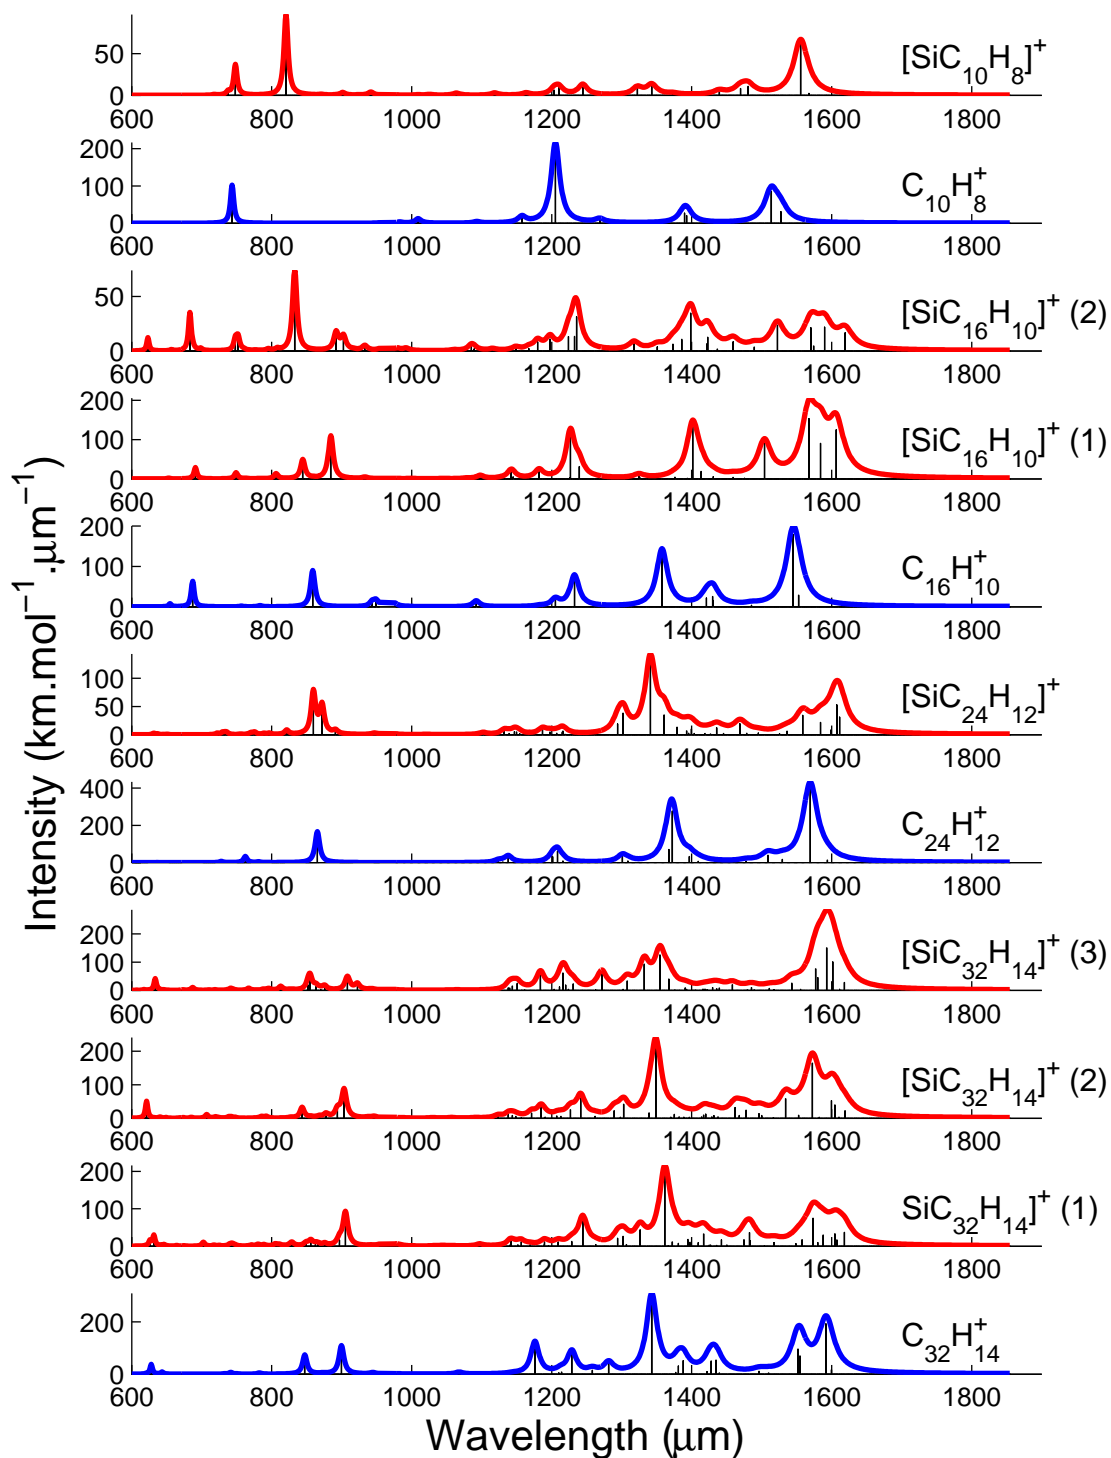 50
0
600 800 1000 1200 1400 1600 1800
[SiC10H8]+
200
100
0
600 800 1000 1200 1400 1600 1800
C10H8+
50
0
600 800 1000 1200 1400 1600 1800
[SiC16H10]+ (2)
200
100
0
600 800 1000 1200 1400 1600 1800
[SiC16H10]+ (1)
200
100
0
600 800 1000 1200 1400 1600 1800
C16H10+
100
50
0
600 800 1000 1200 1400 1600 1800
[SiC24H12]+
400
200
0
600 800 1000 1200 1400 1600 1800
C24H12+
200
100
0
600 800 1000 1200 1400 1600 1800
[SiC32H14]+ (3)
200
100
0
600 800 1000 1200 1400 1600 1800
[SiC32H14]+ (2)
200
100
0
600 800 1000 1200 1400 1600 1800
SiC32H14]+ (1)
200
0
600 800 1000 1200 1400 1600 1800
C32H14+
Wavelength (μm)
Intensity (km.mol−1.μm−1)